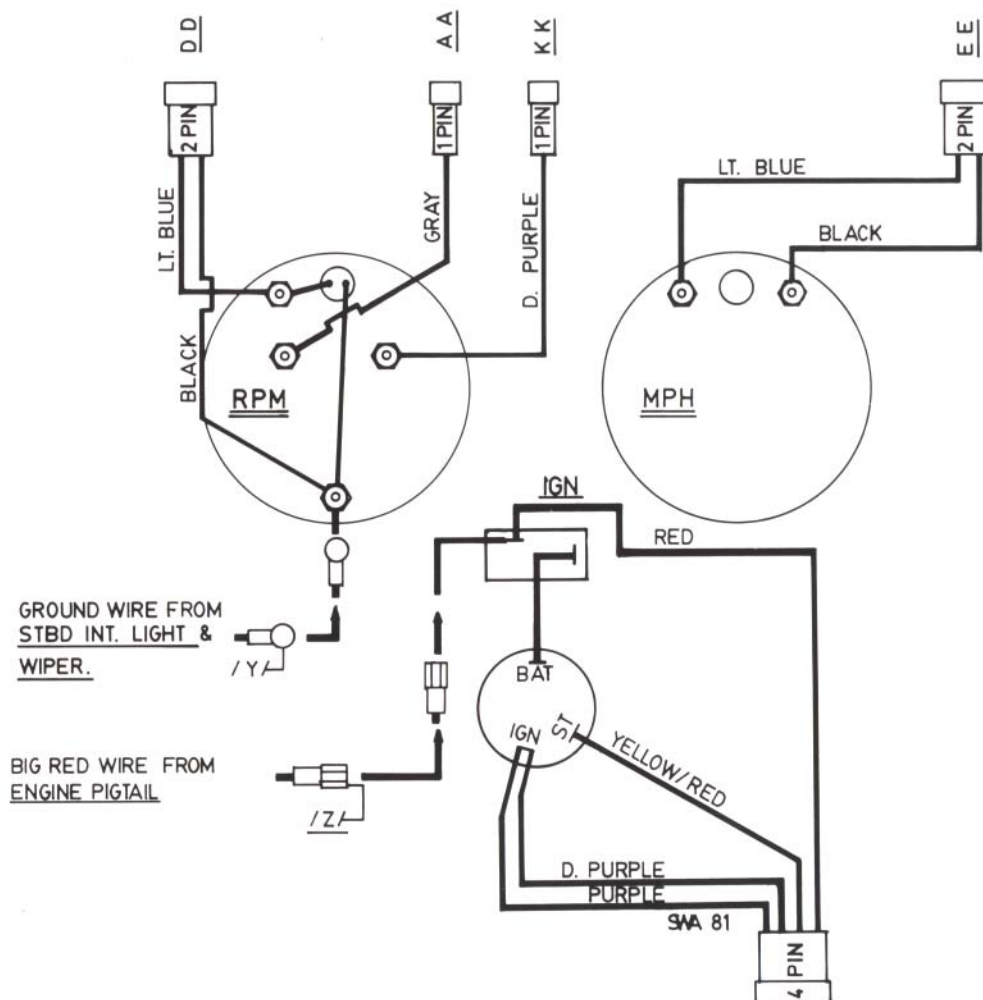 DD
AA
KK
EE
2 PIN
1 PIN
1 PIN
2 PIN
LT. BLUE
GRAY
D. PURPLE
LT. BLUE
BLACK
BLACK
RPM
MPH
IGN
RED
GROUND WIRE FROM
STBD INT. LIGHT &
WIPER.
/Y/
BAT
IGN
ST
YELLOW/RED
BIG RED WIRE FROM
ENGINE PIGTAIL
/Z/
D. PURPLE
PURPLE
SWA 81
4 PIN